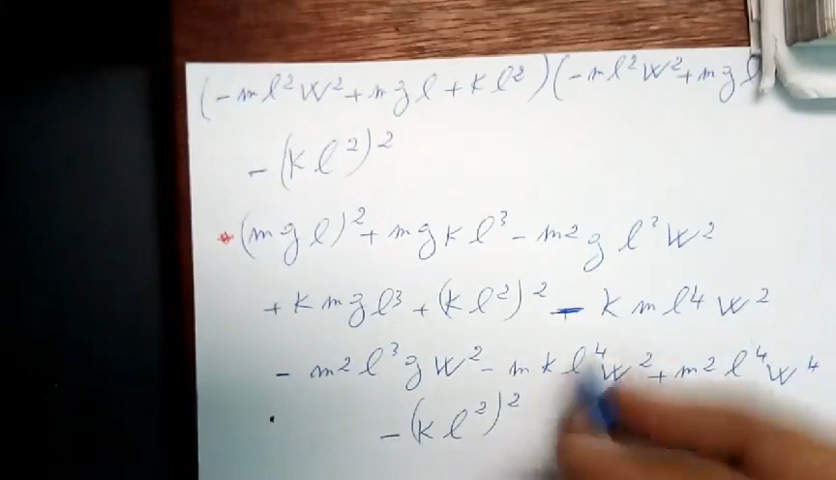 (-ml²w²+mgl+kl²)(-ml²w²+mgl
-(kl²)²
*(mgl)²+mgkl³-m²gl³w²
+kmgl³+(kl²)²-kml⁴w²
-m²l³gw²-mkl⁴w²+m²l⁴w⁴
-(kl²)²